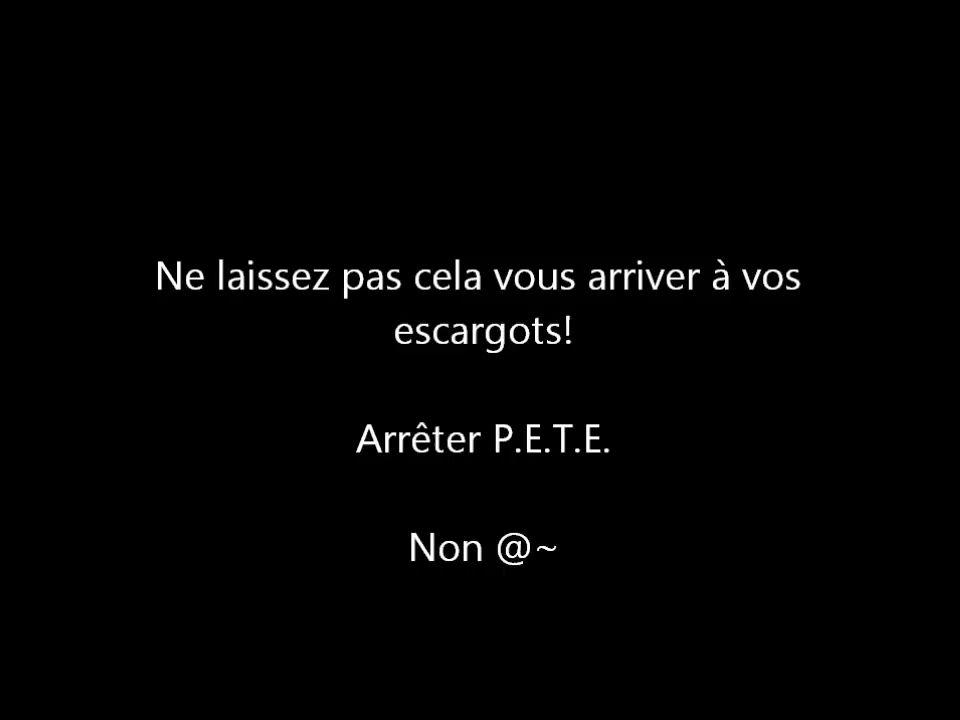 Ne laissez pas cela vous arriver à vos
escargots!
Arrêter P.E.T.E.
Non @~